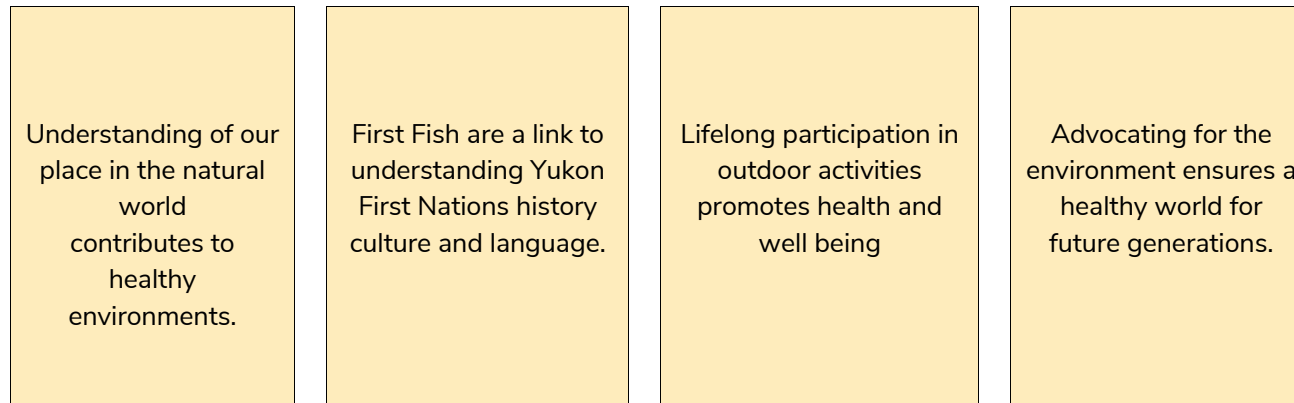 Understanding of our
place in the natural
world
contributes to
healthy
environments.
First Fish are a link to
understanding Yukon
First Nations history
culture and language.
Lifelong participation in
outdoor activities
promotes health and
well being
Advocating for the
environment ensures a
healthy world for
future generations.